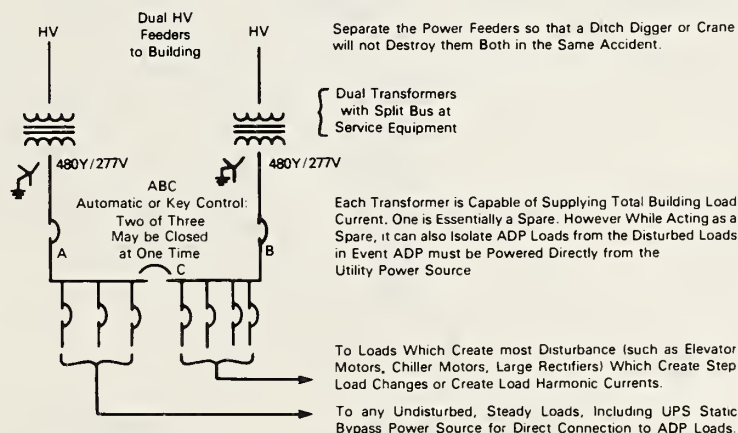 Dual HV
Feeders
to Building
HV
HV
Separate the Power Feeders so that a Ditch Digger or Crane
will not Destroy them Both in the Same Accident.
Dual Transformers
with Split Bus at
Service Equipment
480Y/277V
480Y/277V
ABC
Automatic or Key Control:
Two of Three
May be Closed
at One Time
A
B
C
Each Transformer is Capable of Supplying Total Building Load
Current. One is Essentially a Spare. However While Acting as a
Spare, it can also Isolate ADP Loads from the Disturbed Loads
in Event ADP must be Powered Directly from the
Utility Power Source
To Loads Which Create most Disturbance (such as Elevator
Motors, Chiller Motors, Large Rectifiers) Which Create Step
Load Changes or Create Load Harmonic Currents.
To any Undisturbed, Steady Loads, Including UPS Static
Bypass Power Source for Direct Connection to ADP Loads.